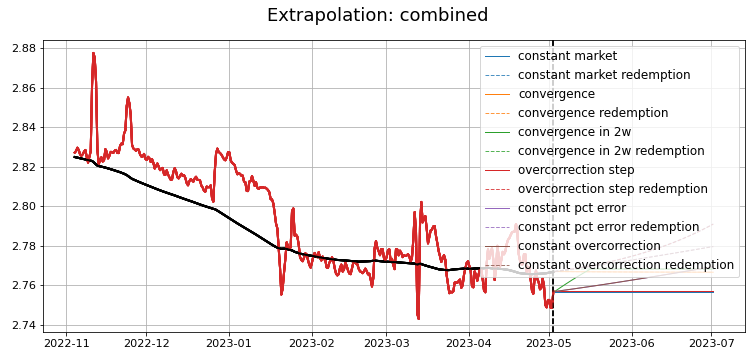 Extrapolation: combined
2.88
2.86
2.84
2.82
2.80
2.78
2.76
2.74
constant market
constant market redemption
convergence
convergence redemption
convergence in 2w
convergence in 2w redemption
overcorrection step
overcorrection step redemption
constant pct error
constant pct error redemption
constant overcorrection
constant overcorrection redemption
2022-11 2022-12 2023-01 2023-02 2023-03 2023-04 2023-05 2023-06 2023-07